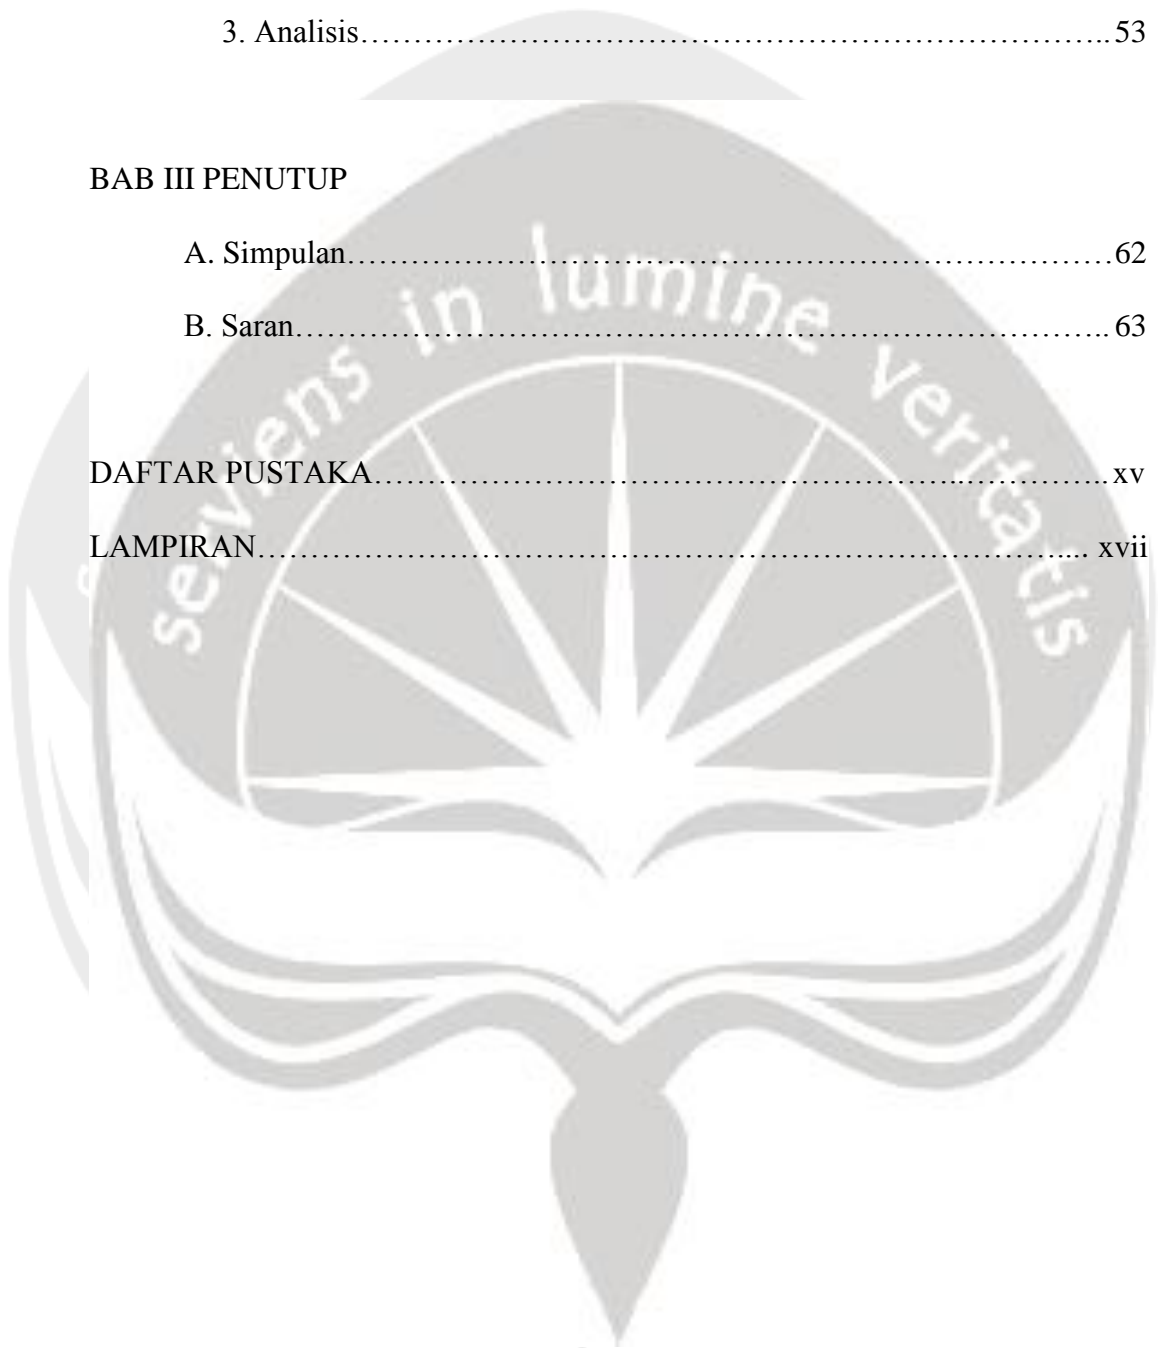 3. Analisis…………………………………………………………….. 53
BAB III PENUTUP
A. Simpulan………………………………………………………………62
B. Saran………………………………………………………………….. 63
DAFTAR PUSTAKA…………………………………………………………..xv
LAMPIRAN…………………………………………………………………... xvii
serviens in lumine veritatis